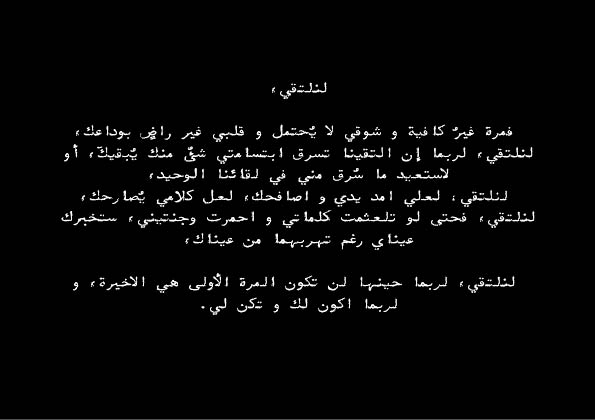 لنلتقي،
فمرة غيرُ كافية و شوقي لا يُحتمل و قلبي غير راضٍ بوداعك،
لنلتقي، لربما إن التقينا تسرق ابتسامتي شئٌ منك يُبقيكَ، أو
لاستعيد ما سُرق مني في لقائنا الوحيد،
لنلتقي، لعلي امد يدي و اصافحك، لعل كلامي يُصارحك،
لنلتقي، فحتى لو تلعثمت كلماتي و احمرت وجنتيني، ستخبرك
عيناي رغم تهربهما من عيناك،
لنلتقي، لربما حينها لن تكون المرة الأولى هي الاخيرة، و
لربما اكون لك و تكن لي.